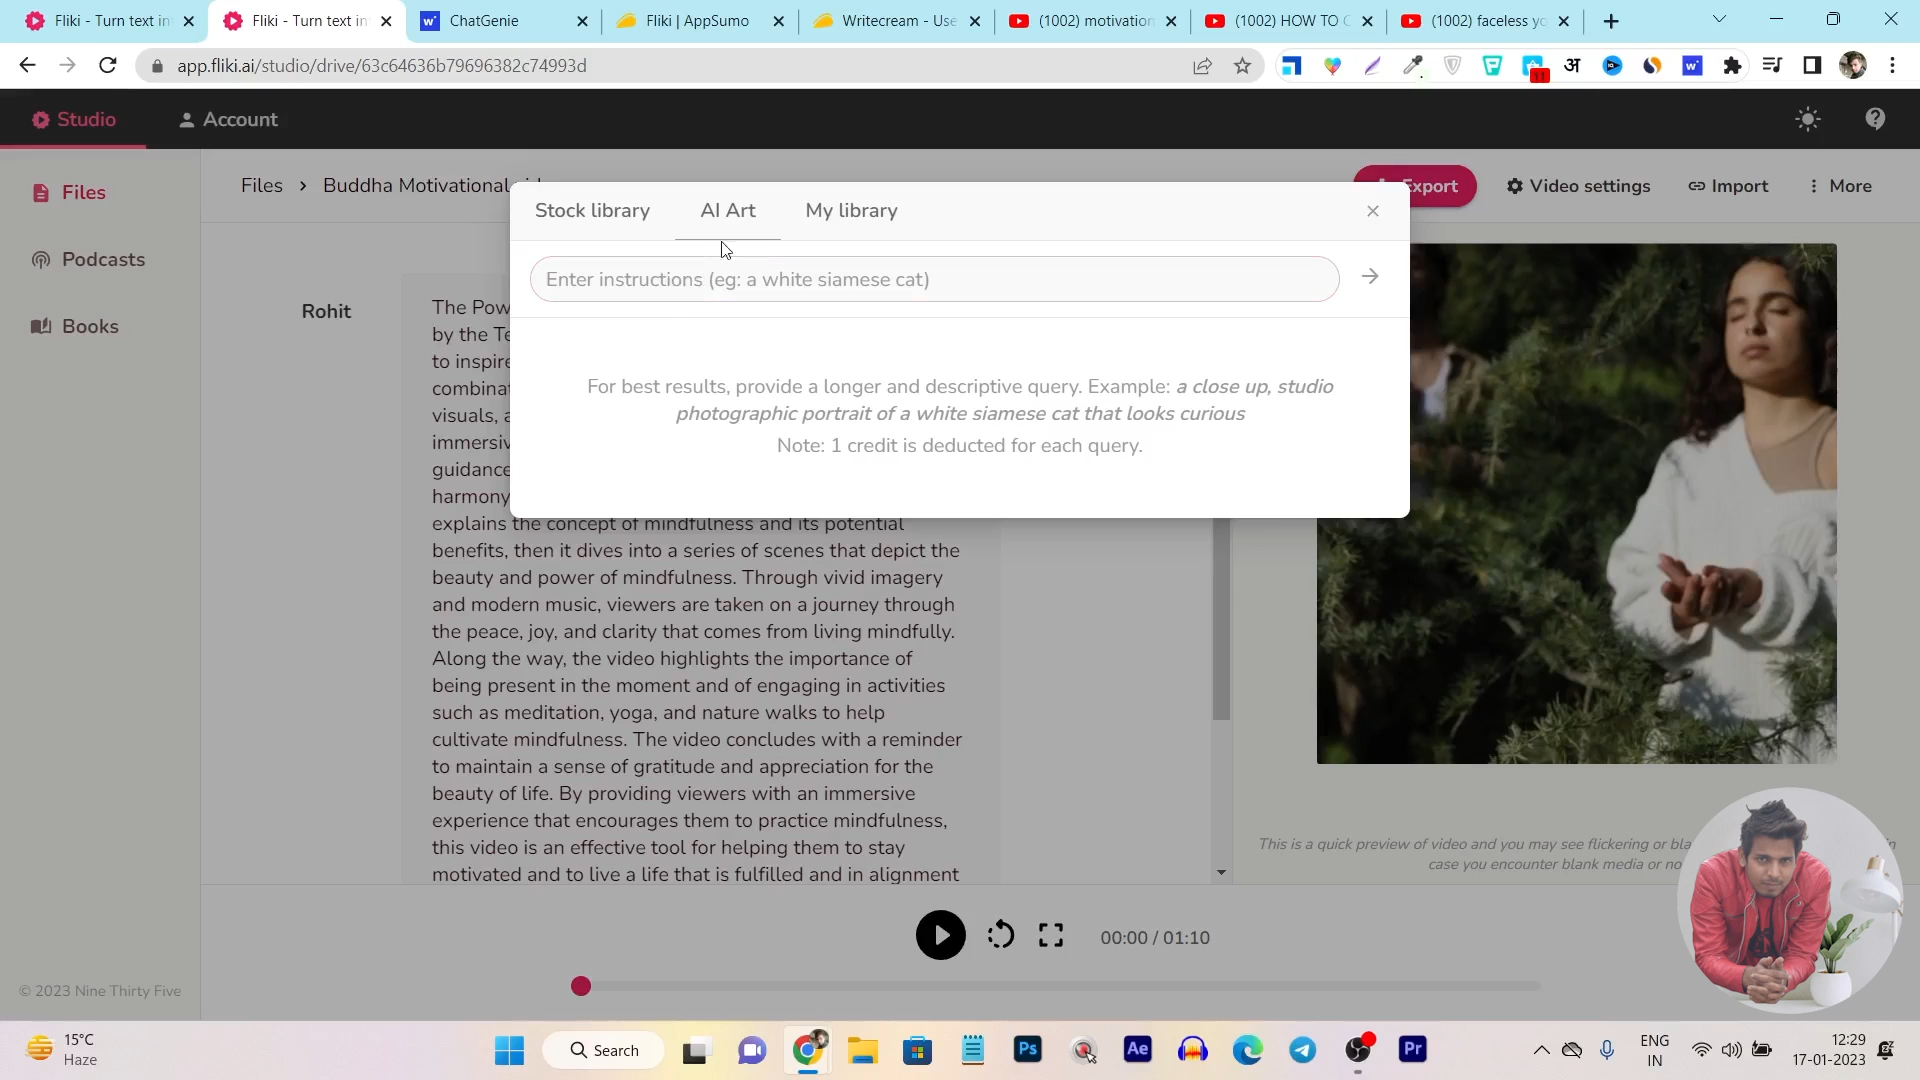 Fliki - Turn text in
Fliki - Turn text in
ChatGenie
Fliki | AppSumo
Writecream - Use
(1002) motivation
(1002) HOW TO C
(1002) faceless yo
app.fliki.ai/studio/drive/63c64636b79696382c74993d
11
अ
Studio
Account
Files
Podcasts
Books
Files > Buddha Motivational
Export
Video settings
Import
More
Stock library
AI Art
My library
Enter instructions (eg: a white siamese cat)
For best results, provide a longer and descriptive query. Example: a close up, studio
photographic portrait of a white siamese cat that looks curious
Note: 1 credit is deducted for each query.
Rohit
The Pow
by the Te
to inspire
combinat
visuals, a
immersiv
guidance
harmony
explains the concept of mindfulness and its potential
benefits, then it dives into a series of scenes that depict the
beauty and power of mindfulness. Through vivid imagery
and modern music, viewers are taken on a journey through
the peace, joy, and clarity that comes from living mindfully.
Along the way, the video highlights the importance of
being present in the moment and of engaging in activities
such as meditation, yoga, and nature walks to help
cultivate mindfulness. The video concludes with a reminder
to maintain a sense of gratitude and appreciation for the
beauty of life. By providing viewers with an immersive
experience that encourages them to practice mindfulness,
this video is an effective tool for helping them to stay
motivated and to live a life that is fulfilled and in alignment
This is a quick preview of video and you may see flickering or bla
case you encounter blank media or no
00:00 / 01:10
© 2023 Nine Thirty Five
15°C
Haze
Search
Ps
Ae
Pr
ENG
IN
12:29
17-01-2023